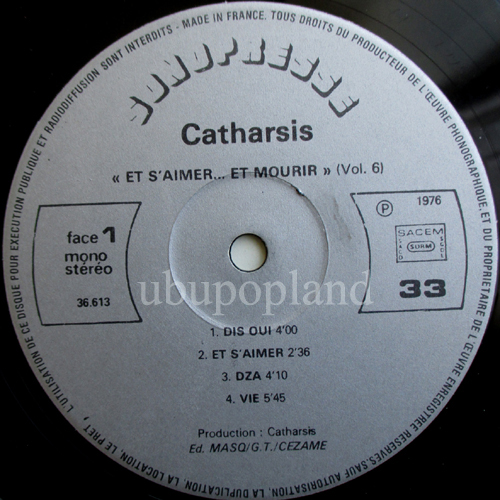 SONOPRESSE
Catharsis
« ET S'AIMER... ET MOURIR » (Vol. 6)
face 1
mono
stéréo
36.613
Ⓟ 1976
SACEM
SACD
SDRM
SGDL
33
ubupopland
1. DIS OUI 4'00
2. ET S'AIMER 2'36
3. DZA 4'10
4. VIE 5'45
Production : Catharsis
Ed. MASQ/G.T./CEZAME
MADE IN FRANCE. TOUS DROITS DU PRODUCTEUR DE L'ŒUVRE PHONOGRAPHIQUE ET DU PROPRIETAIRE DE L'ŒUVRE ENREGISTREE RESERVES. SAUF AUTORISATION, LA DUPLICATION, LA LOCATION, LE PRET, L'UTILISATION DE CE DISQUE POUR EXECUTION PUBLIQUE ET RADIODIFFUSION SONT INTERDITS -